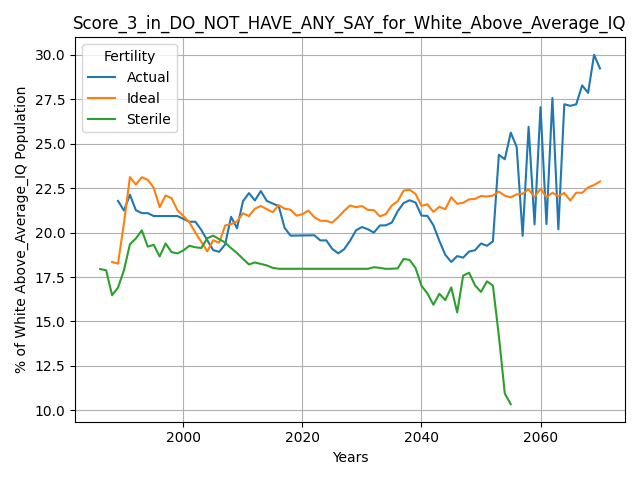 Score_3_in_DO_NOT_HAVE_ANY_SAY_for_White_Above_Average_IQ
Fertility
Actual
Ideal
Sterile
% of White Above_Average_IQ Population
30.0
27.5
25.0
22.5
20.0
17.5
15.0
12.5
10.0
2000
2020
2040
2060
Years